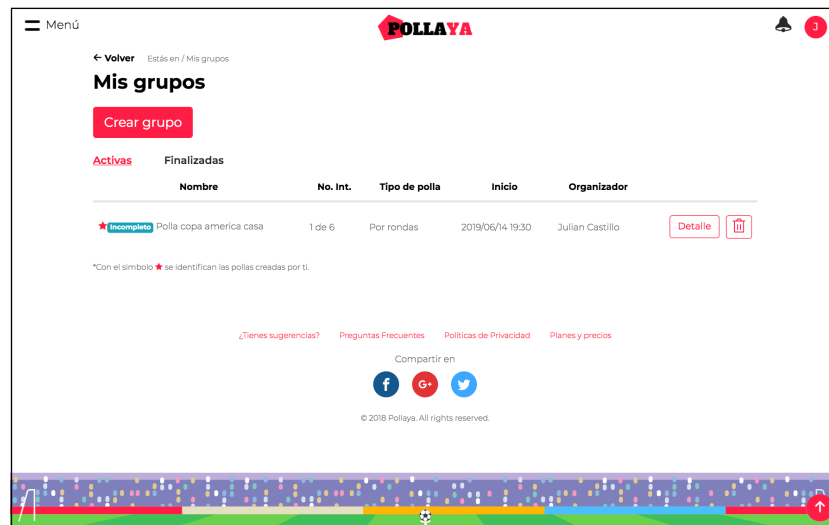 Menú
POLLAYA
J
← Volver Estás en / Mis grupos
Mis grupos
Crear grupo
Activas Finalizadas
Nombre No. Int. Tipo de polla Inicio Organizador
Incompleto Polla copa america casa 1 de 6 Por rondas 2019/06/14 19:30 Julian Castillo Detalle
*Con el simbolo ★ se identifican las pollas creadas por ti.
¿Tienes sugerencias? Preguntas Frecuentes Políticas de Privacidad Planes y precios
Compartir en
f G+
© 2018 Pollaya. All rights reserved.